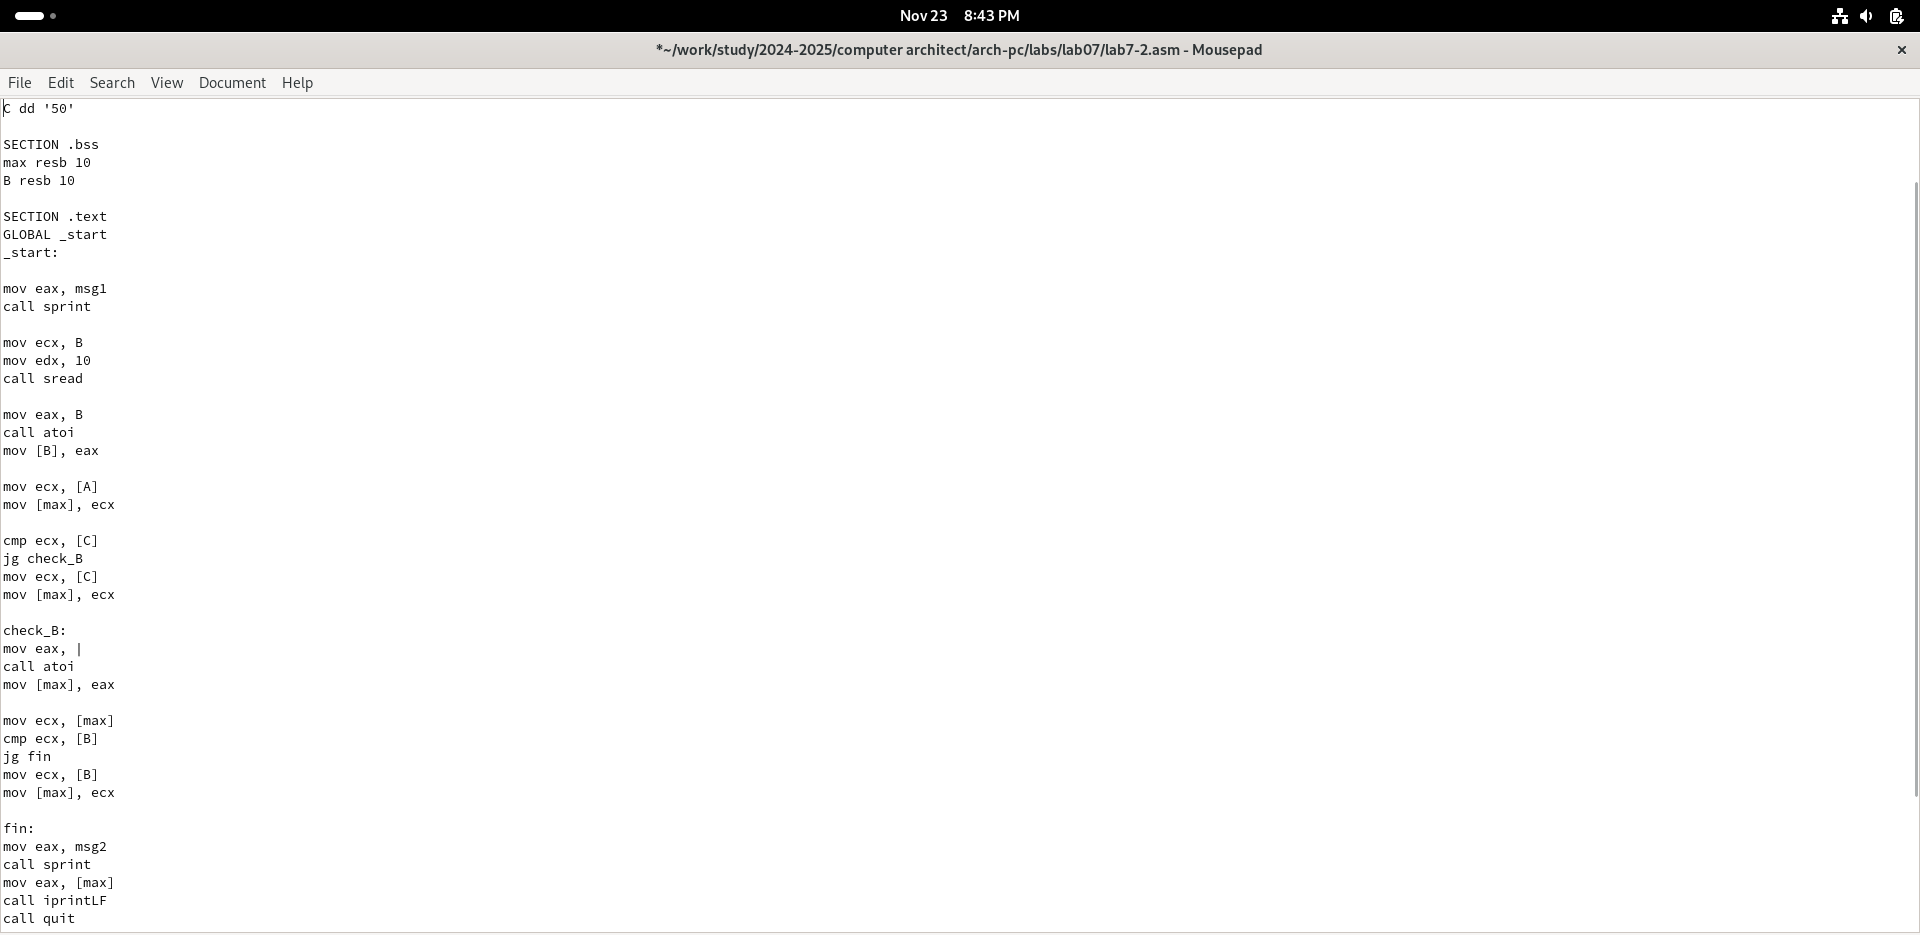 Nov 23 8:43 PM
*~/work/study/2024-2025/computer architect/arch-pc/labs/lab07/lab7-2.asm - Mousepad
File Edit Search View Document Help
C dd '50'
SECTION .bss
max resb 10
B resb 10
SECTION .text
GLOBAL _start
_start:
mov eax, msg1
call sprint
mov ecx, B
mov edx, 10
call sread
mov eax, B
call atoi
mov [B], eax
mov ecx, [A]
mov [max], ecx
cmp ecx, [C]
jg check_B
mov ecx, [C]
mov [max], ecx
check_B:
mov eax, |
call atoi
mov [max], eax
mov ecx, [max]
cmp ecx, [B]
jg fin
mov ecx, [B]
mov [max], ecx
fin:
mov eax, msg2
call sprint
mov eax, [max]
call iprintLF
call quit